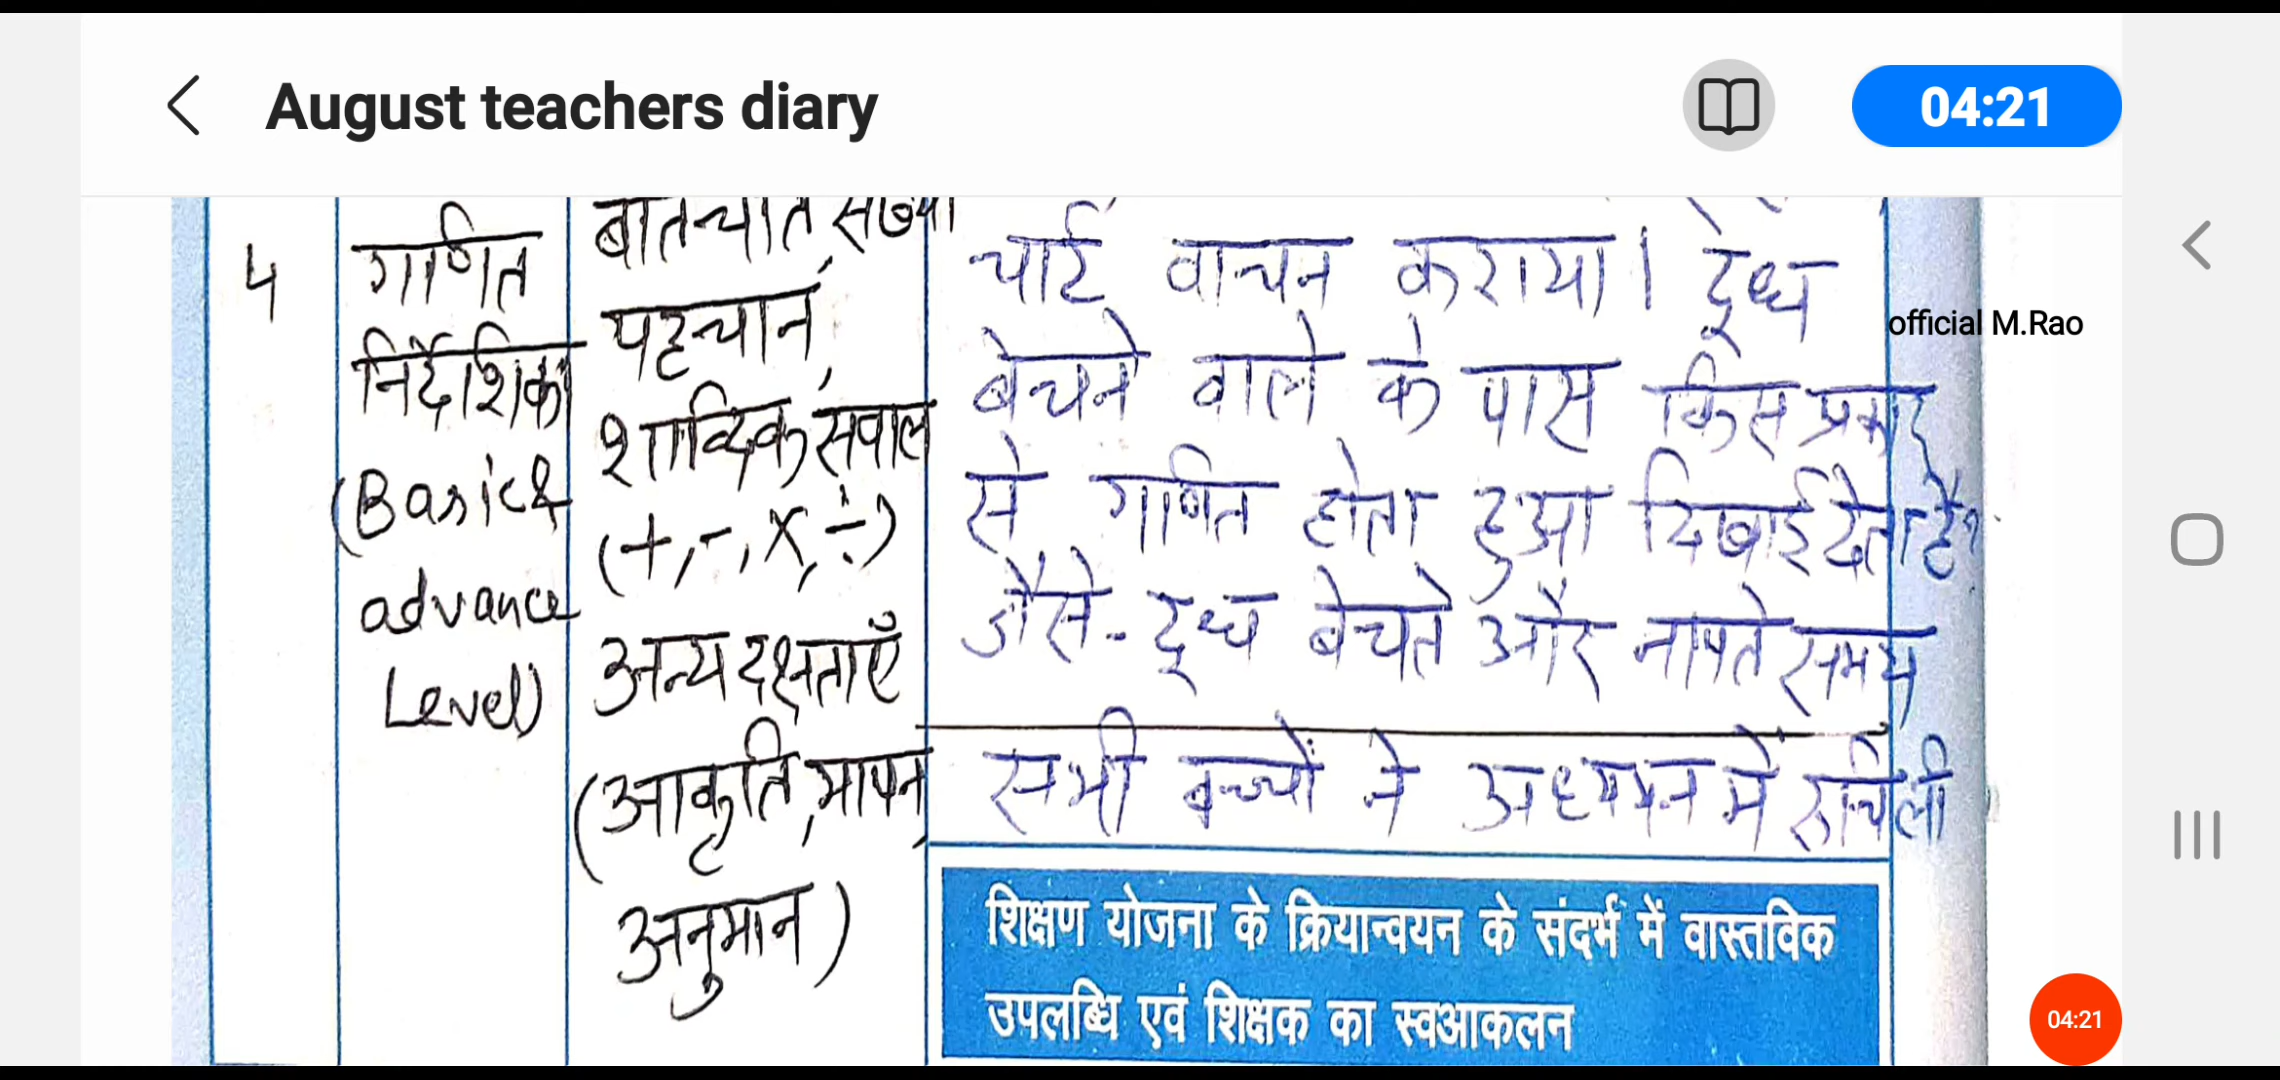 August teachers diary
04:21
4
गणित
निर्देशिका
(Basic &
advance
Level)
बातचीत, संख्या
पहचान,
शाब्दिक सवाल
(+, -, ×, ÷)
अन्य दक्षताएँ
(आकृति, मापन,
अनुमान)
चार्ट वाचन कराया। दूध
बेचने वाले के पास किस प्रकार
से गणित होता हुआ दिखाई देता है?
जैसे- दूध बेचते और नापते समय
सभी बच्चों ने अध्ययन में रुचि ली
official M.Rao
शिक्षण योजना के क्रियान्वयन के संदर्भ में वास्तविक
उपलब्धि एवं शिक्षक का स्वआकलन
04:21